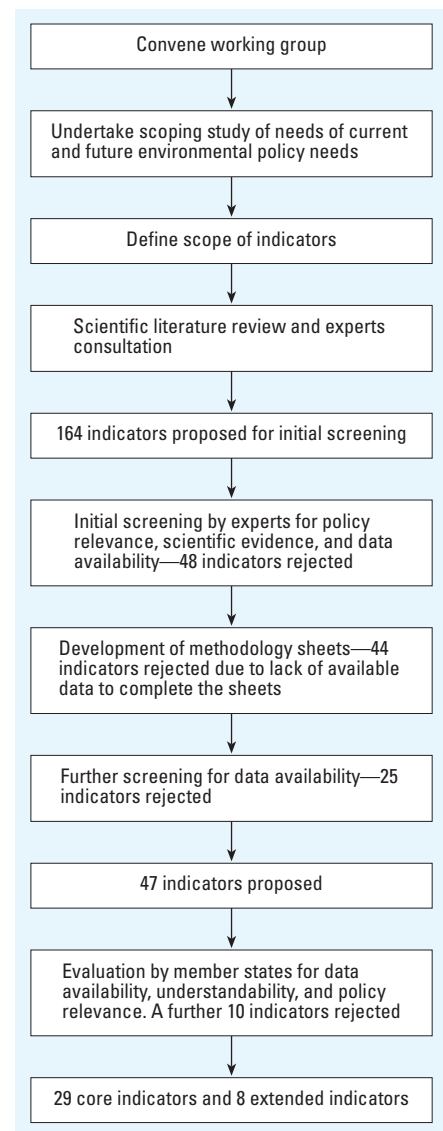 Convene working group
Undertake scoping study of needs of current
and future environmental policy needs
Define scope of indicators
Scientific literature review and experts
consultation
164 indicators proposed for initial screening
Initial screening by experts for policy
relevance, scientific evidence, and data
availability—48 indicators rejected
Development of methodology sheets—44
indicators rejected due to lack of available
data to complete the sheets
Further screening for data availability—25
indicators rejected
47 indicators proposed
Evaluation by member states for data
availability, understandability, and policy
relevance. A further 10 indicators rejected
29 core indicators and 8 extended indicators